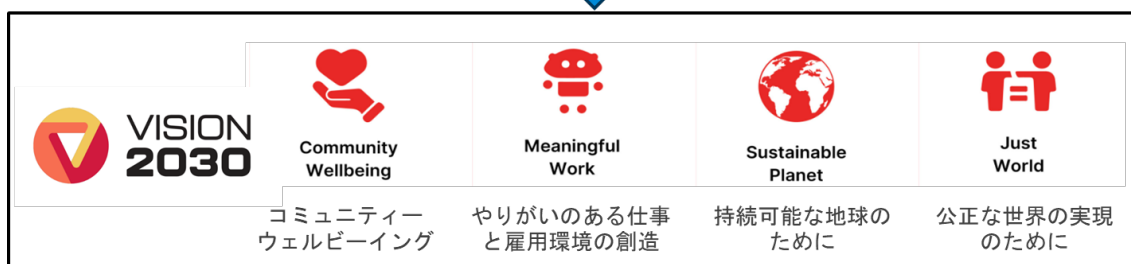 VISION
2030
Community
Wellbeing
Meaningful
Work
Sustainable
Planet
Just
World
コミュニティー
ウェルビーイング
やりがいのある仕事
と雇用環境の創造
持続可能な地球の
ために
公正な世界の実現
のために